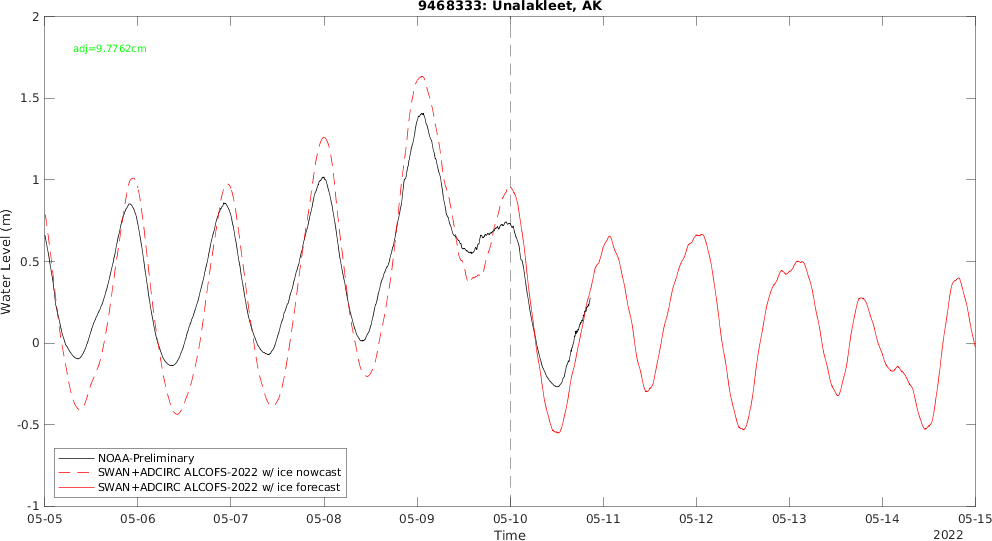 9468333: Unalakleet, AK
adj=9.7762cm
2
1.5
1
0.5
0
-0.5
-1
Water Level (m)
NOAA-Preliminary
SWAN+ADCIRC ALCOFS-2022 w/ ice nowcast
SWAN+ADCIRC ALCOFS-2022 w/ ice forecast
05-05 05-06 05-07 05-08 05-09 05-10 05-11 05-12 05-13 05-14 05-15
Time
2022